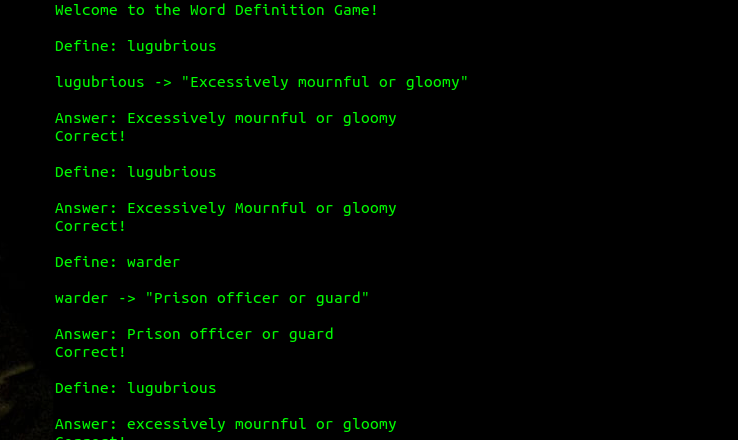 Welcome to the Word Definition Game!
Define: lugubrious
lugubrious -> "Excessively mournful or gloomy"
Answer: Excessively mournful or gloomy
Correct!
Define: lugubrious
Answer: Excessively Mournful or gloomy
Correct!
Define: warder
warder -> "Prison officer or guard"
Answer: Prison officer or guard
Correct!
Define: lugubrious
Answer: excessively mournful or gloomy
Correct!